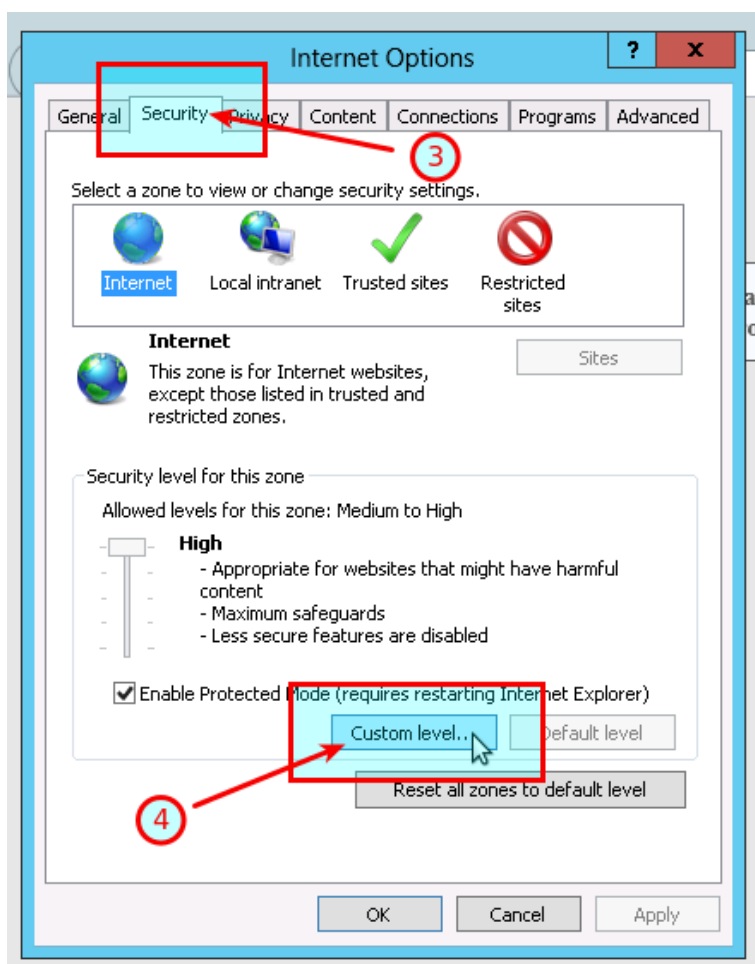 Internet Options
?
x
General Security Privacy Content Connections Programs Advanced
3
Select a zone to view or change security settings.
Internet Local intranet Trusted sites Restricted
sites
Internet
Sites
This zone is for Internet websites,
except those listed in trusted and
restricted zones.
Security level for this zone
Allowed levels for this zone: Medium to High
High
- Appropriate for websites that might have harmful
content
- Maximum safeguards
- Less secure features are disabled
Enable Protected Mode (requires restarting Internet Explorer)
Custom level... Default level
4
Reset all zones to default level
OK Cancel Apply